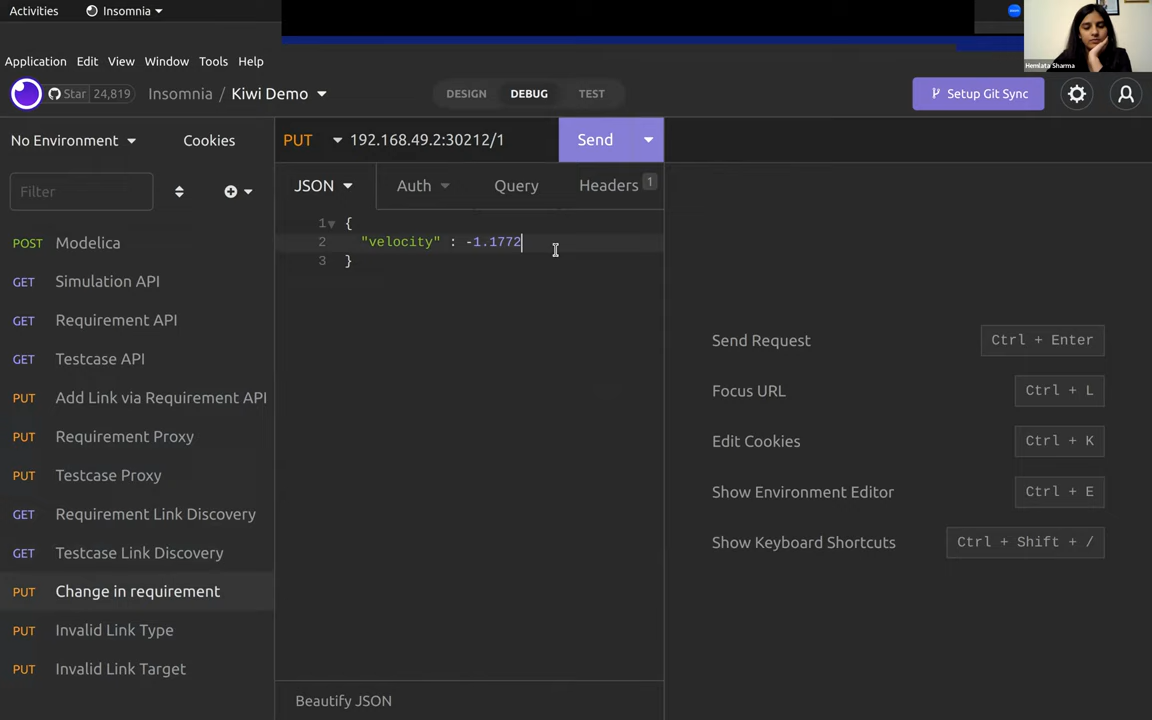 Activities
Insomnia
Hemlata Sharma
Application Edit View Window Tools Help
Star 24,819
Insomnia / Kiwi Demo
DESIGN DEBUG TEST
Setup Git Sync
No Environment
Cookies
PUT 192.168.49.2:30212/1 Send
Filter
JSON Auth Query Headers 1
1 {
2 "velocity" : -1.1772
3 }
POST Modelica
GET Simulation API
GET Requirement API
GET Testcase API
PUT Add Link via Requirement API
PUT Requirement Proxy
PUT Testcase Proxy
GET Requirement Link Discovery
GET Testcase Link Discovery
PUT Change in requirement
PUT Invalid Link Type
PUT Invalid Link Target
Send Request Ctrl + Enter
Focus URL Ctrl + L
Edit Cookies Ctrl + K
Show Environment Editor Ctrl + E
Show Keyboard Shortcuts Ctrl + Shift + /
Beautify JSON